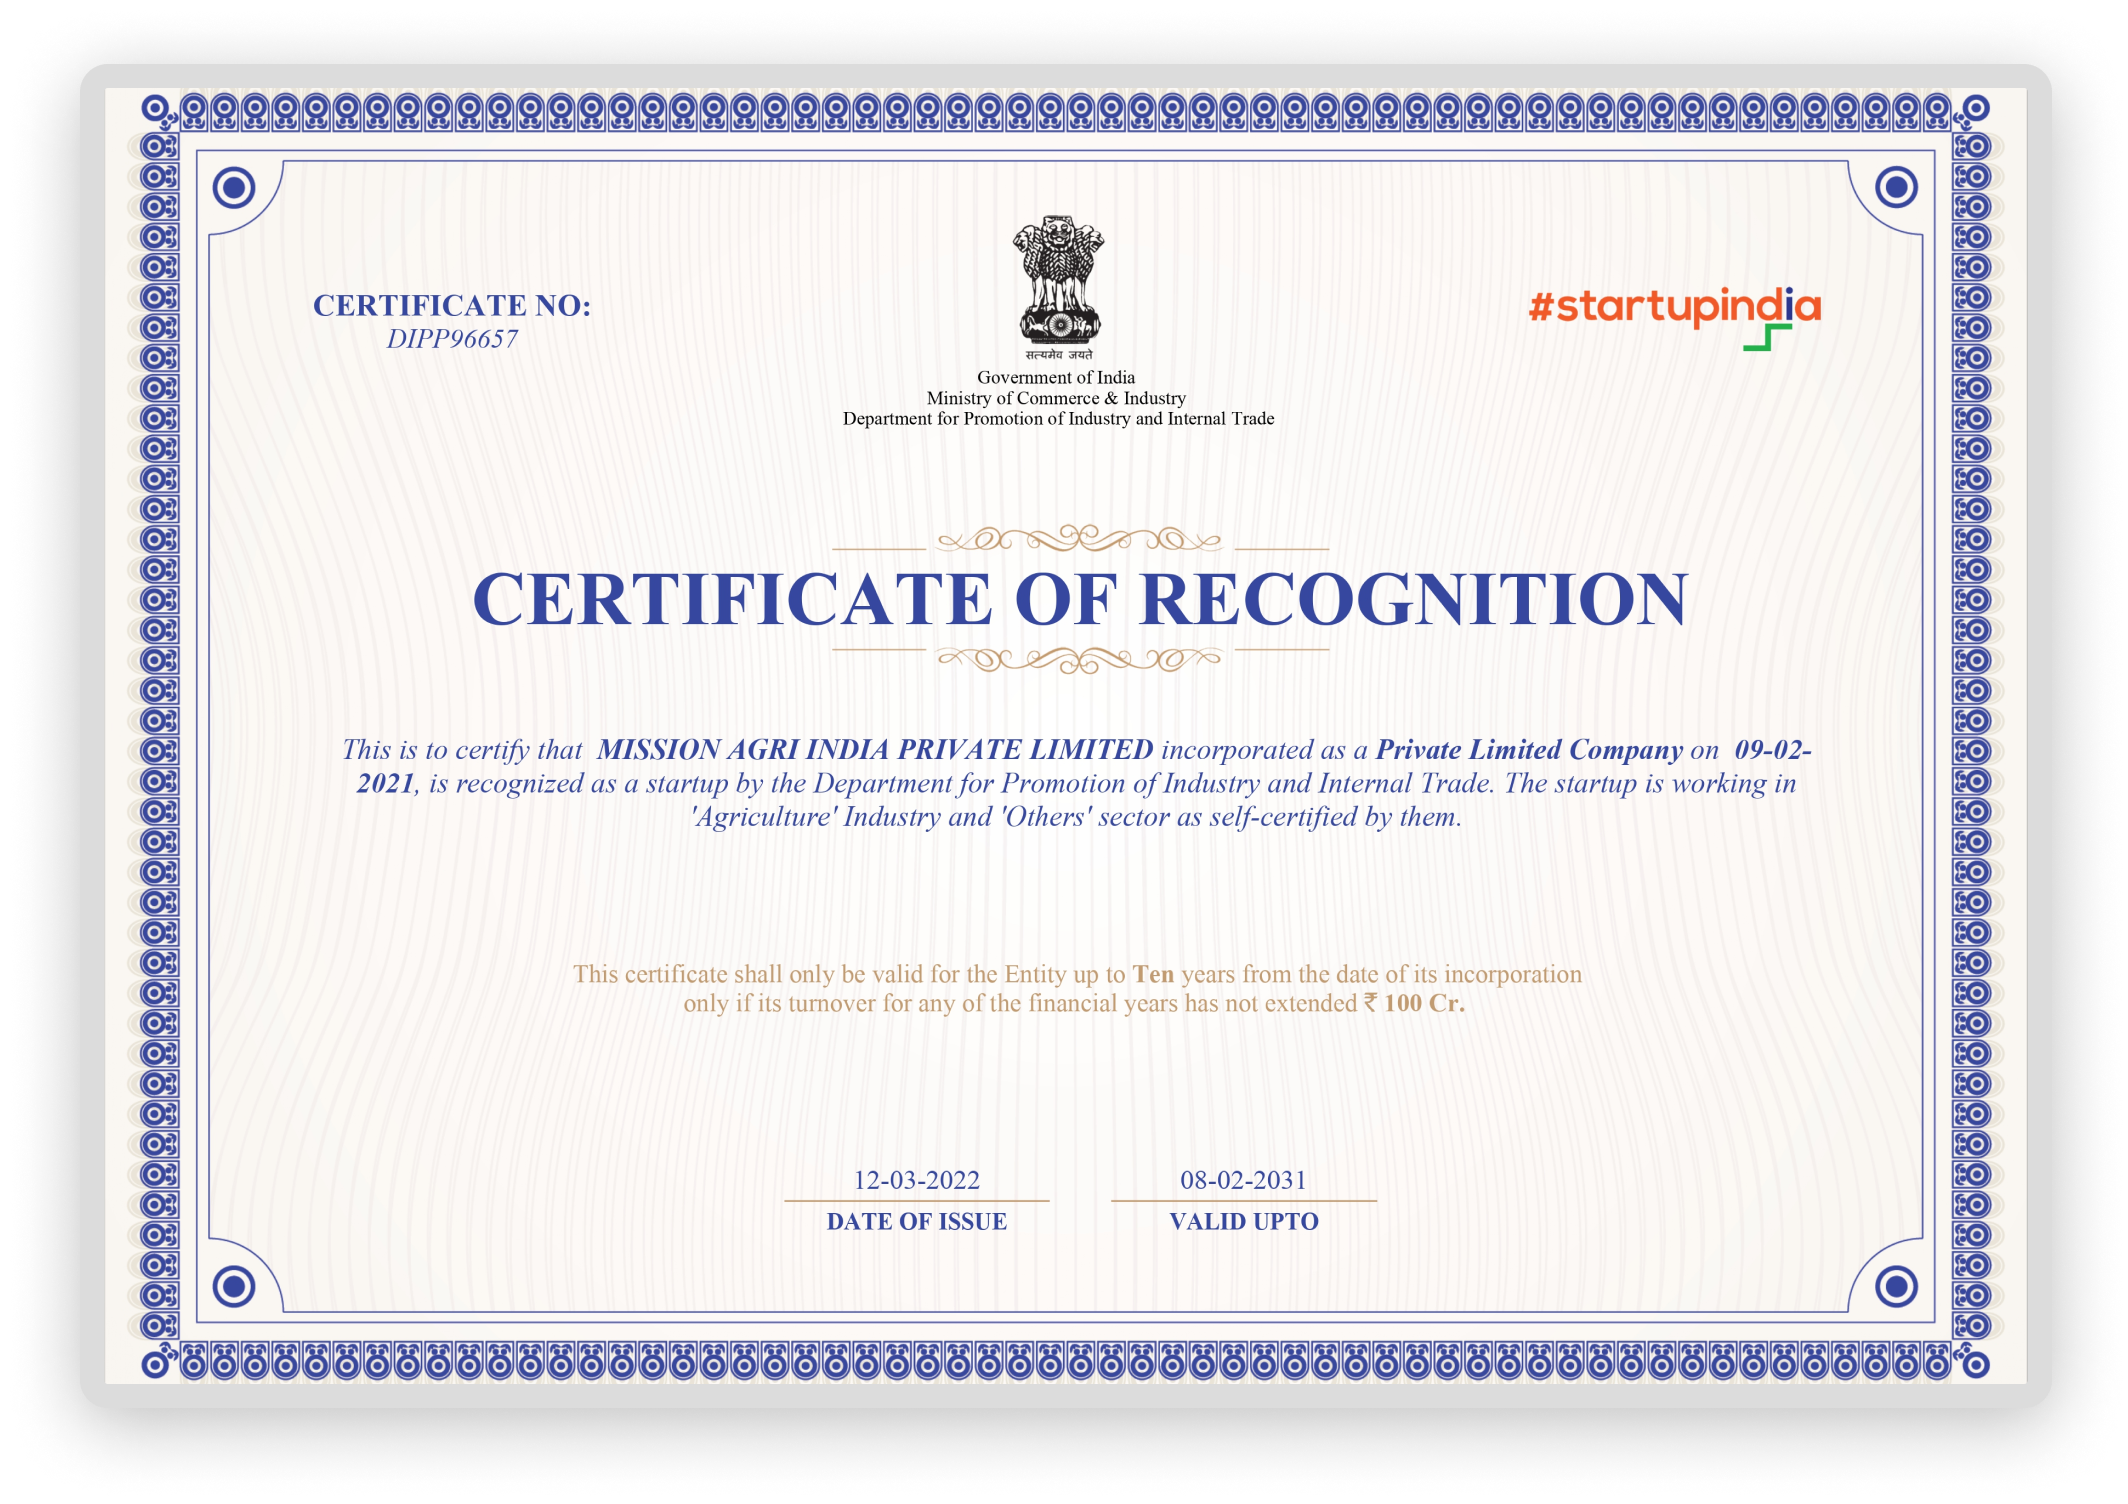 CERTIFICATE NO:
DIPP96657
सत्यमेव जयते
#startupindia
Government of India
Ministry of Commerce & Industry
Department for Promotion of Industry and Internal Trade
CERTIFICATE OF RECOGNITION
This is to certify that MISSION AGRI INDIA PRIVATE LIMITED incorporated as a Private Limited Company on 09-02-
2021, is recognized as a startup by the Department for Promotion of Industry and Internal Trade. The startup is working in
'Agriculture' Industry and 'Others' sector as self-certified by them.
This certificate shall only be valid for the Entity up to Ten years from the date of its incorporation
only if its turnover for any of the financial years has not extended ₹ 100 Cr.
12-03-2022 08-02-2031
DATE OF ISSUE VALID UPTO